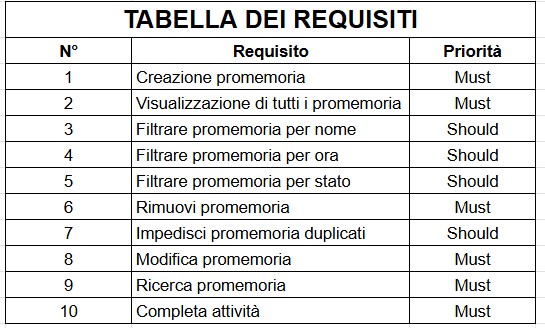 TABELLA DEI REQUISITI
N° Requisito Priorità
1 Creazione promemoria Must
2 Visualizzazione di tutti i promemoria Must
3 Filtrare promemoria per nome Should
4 Filtrare promemoria per ora Should
5 Filtrare promemoria per stato Should
6 Rimuovi promemoria Must
7 Impedisci promemoria duplicati Should
8 Modifica promemoria Must
9 Ricerca promemoria Must
10 Completa attività Must